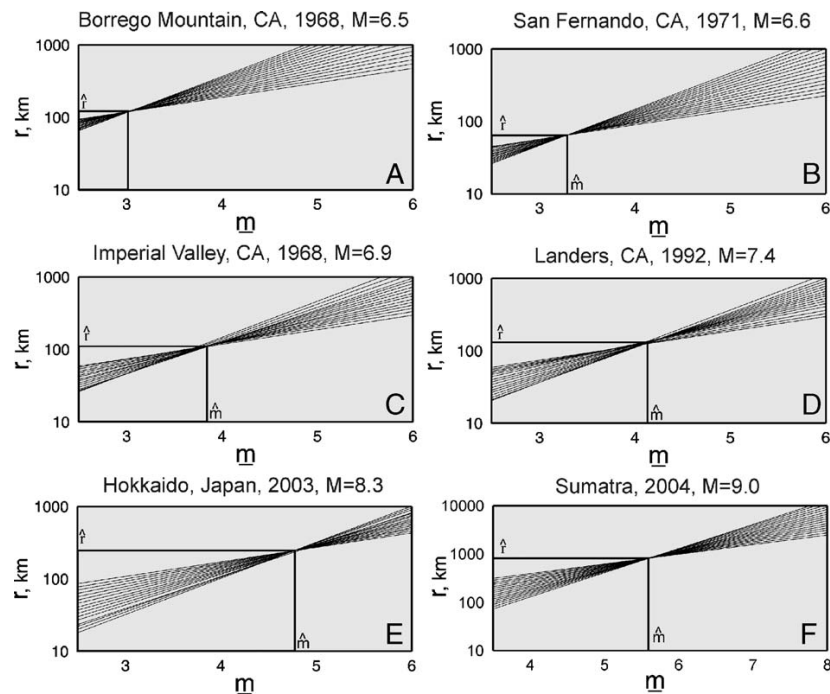 Borrego Mountain, CA, 1968, M=6.5
1000
100
10
r, km
r̂
3
4
5
6
m
A
San Fernando, CA, 1971, M=6.6
1000
100
10
r, km
r̂
m̂
3
4
5
6
m
B
Imperial Valley, CA, 1968, M=6.9
1000
100
10
r, km
r̂
m̂
3
4
5
6
m
C
Landers, CA, 1992, M=7.4
1000
100
10
r, km
r̂
m̂
3
4
5
6
m
D
Hokkaido, Japan, 2003, M=8.3
1000
100
10
r, km
r̂
m̂
3
4
5
6
m
E
Sumatra, 2004, M=9.0
10000
1000
100
10
r, km
r̂
m̂
4
5
6
7
8
m
F